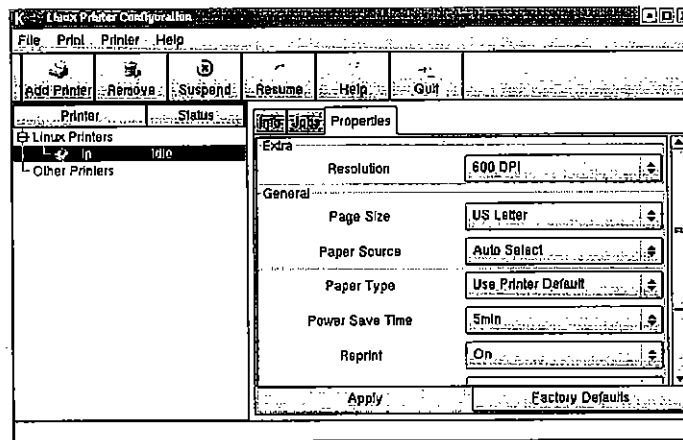 Linux Printer Configuration
File Print Printer Help
Add Printer Remove Suspend Resume Help Quit
Printer Status
Linux Printers
lp Idle
Other Printers
Info Jobs Properties
Extra
Resolution 600 DPI
General
Page Size US Letter
Paper Source Auto Select
Paper Type Use Printer Default
Power Save Time 5min
Reprint On
Apply Factory Defaults